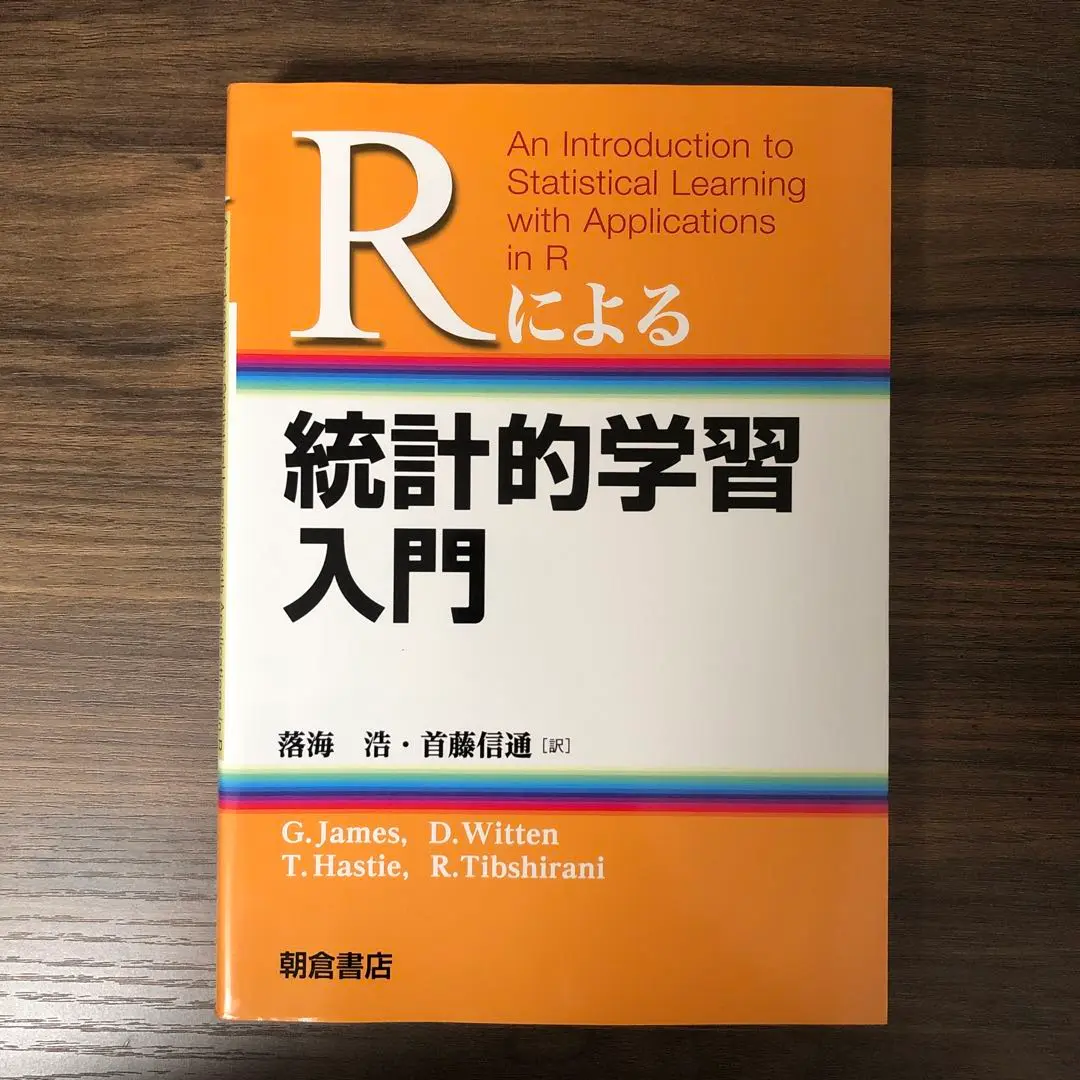 R
An Introduction to
Statistical Learning
with Applications
in R
による
統計的学習
入門
落海 浩・首藤信通［訳］
G.James, D.Witten
T.Hastie, R.Tibshirani
朝倉書店